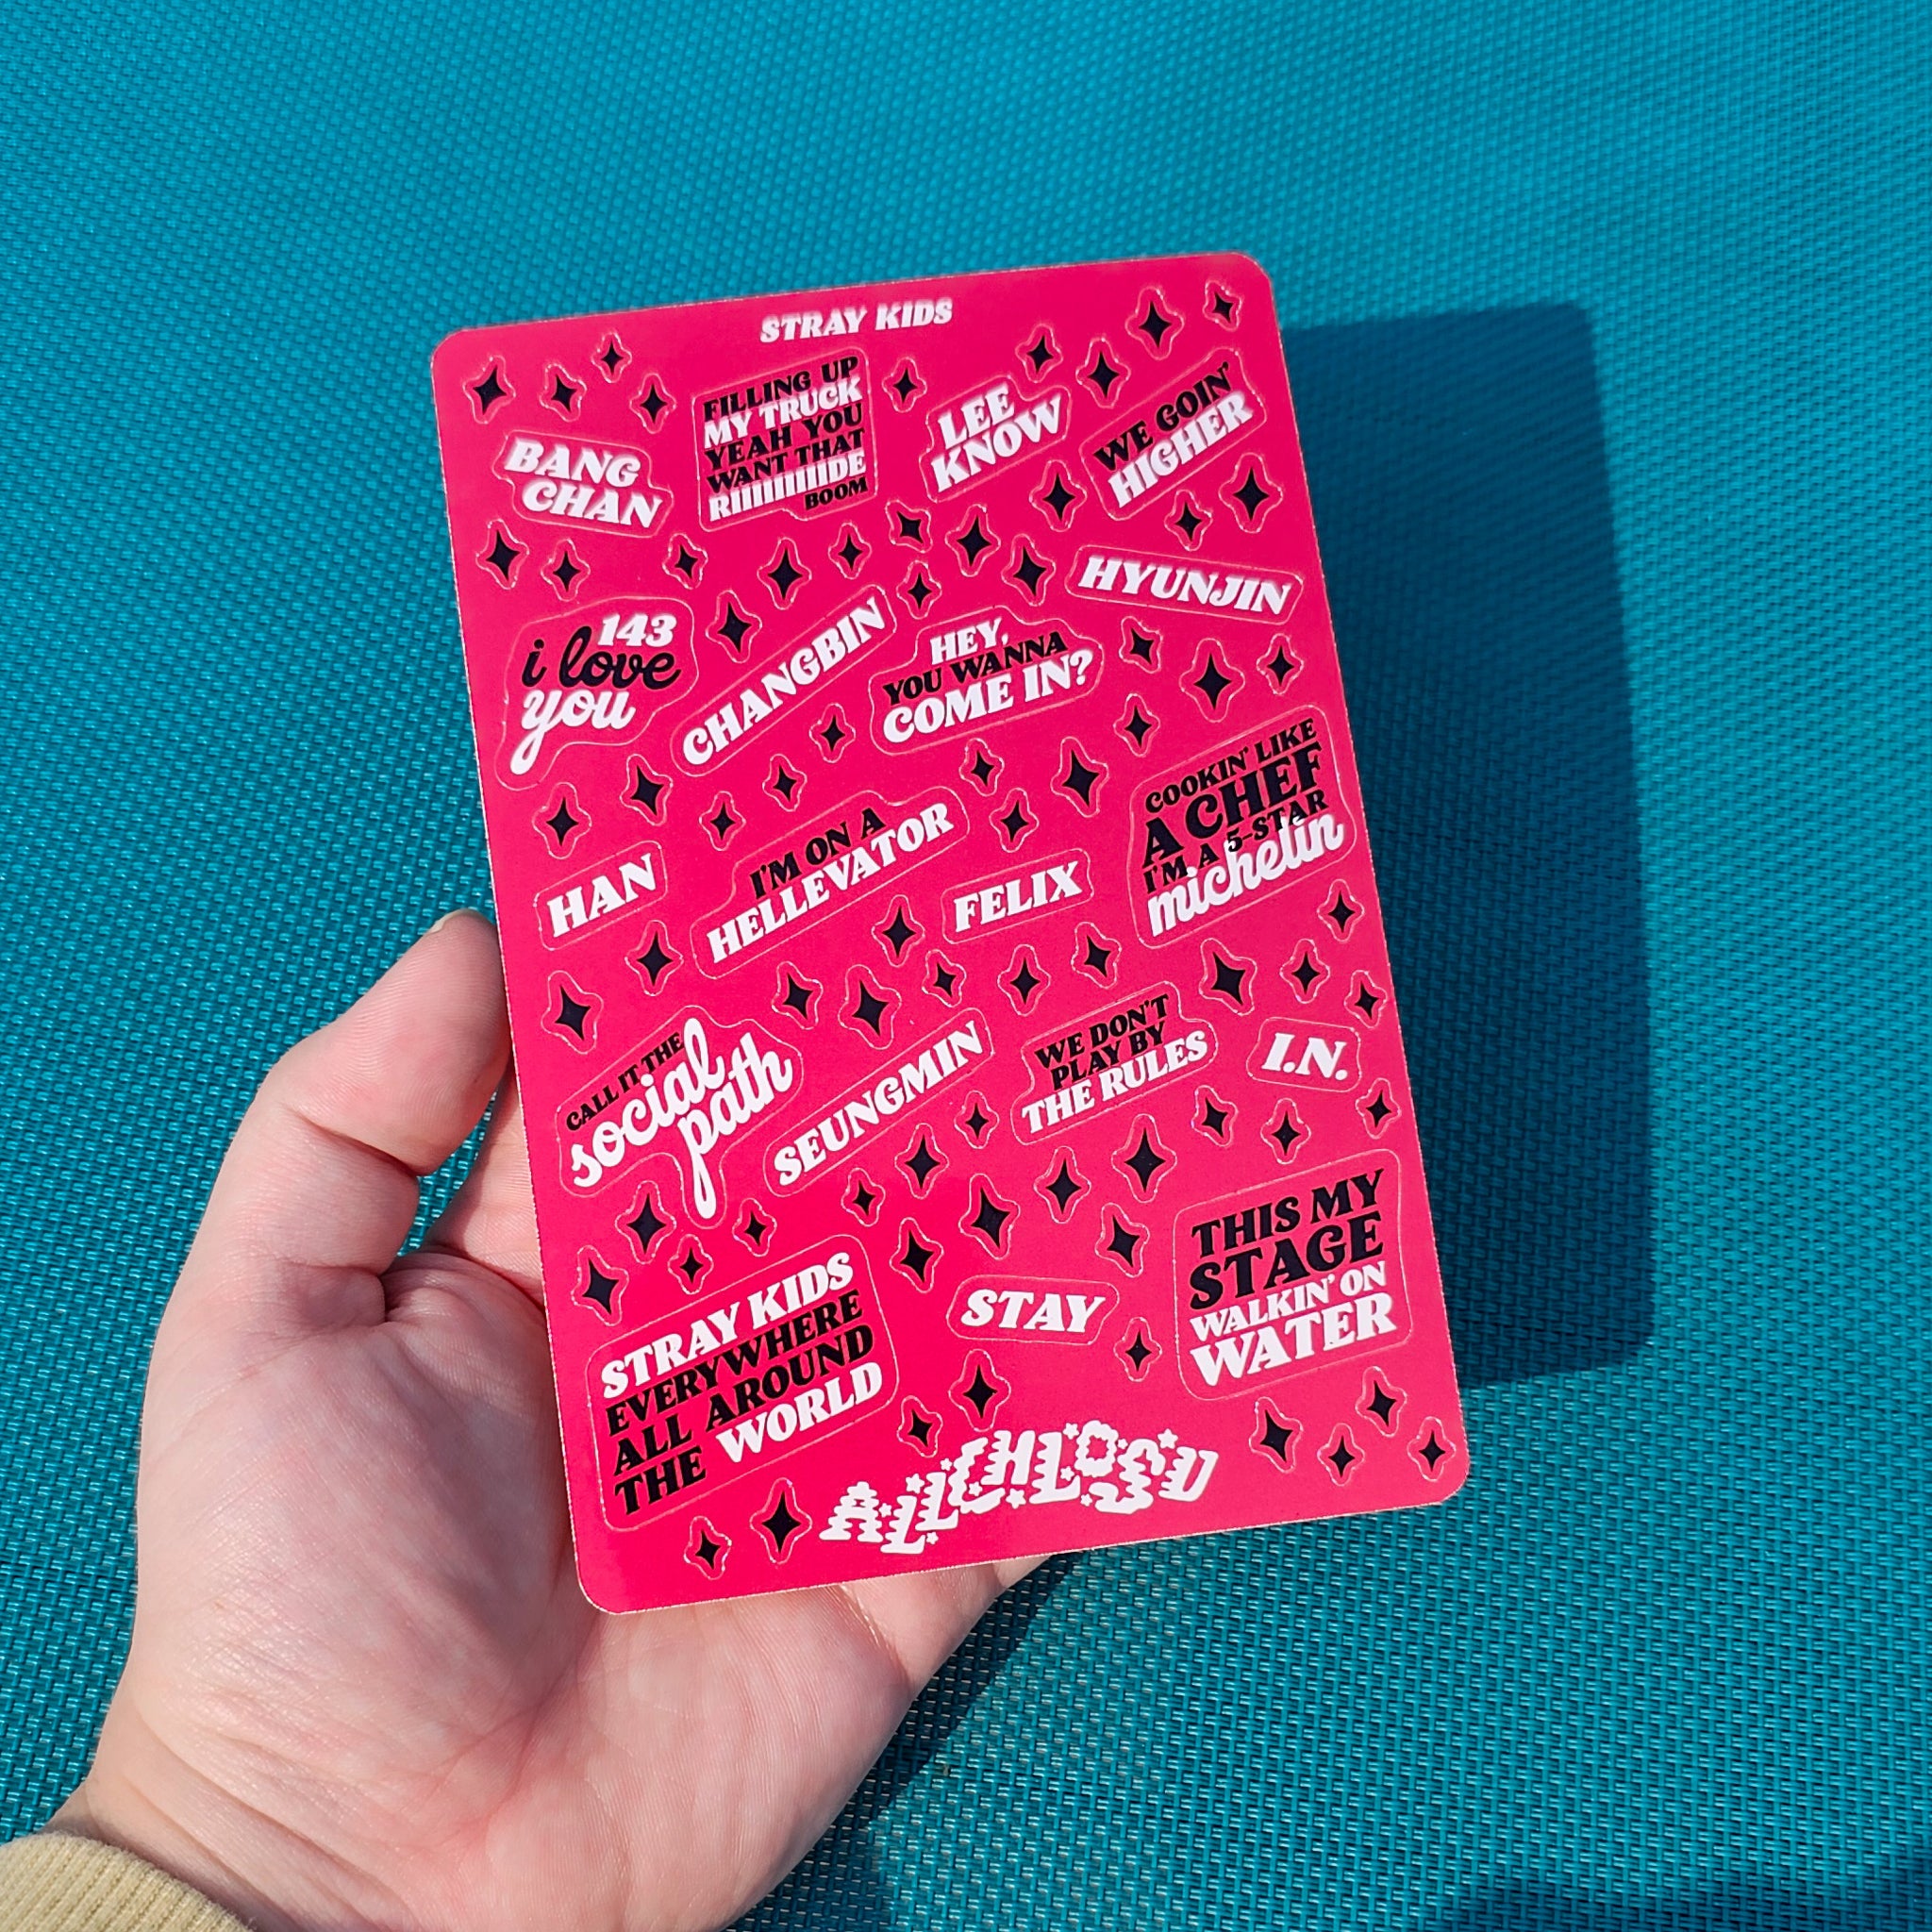 STRAY KIDS
BANG
CHAN
FILLING UP
MY TRUCK
YEAH YOU
WANT THAT
RIIIIIIIIIIDE
BOOM
LEE
KNOW
WE GOIN'
HIGHER
143
i love
you
CHANGBIN
HEY,
YOU WANNA
COME IN?
HYUNJIN
HAN
I'M ON A
HELLEVATOR
FELIX
COOKIN' LIKE
A CHEF
I'M A 5-STAR
michelin
CALL IT THE
social
path
SEUNGMIN
WE DON'T
PLAY BY
THE RULES
I.N.
STRAY KIDS
EVERYWHERE
ALL AROUND
THE WORLD
STAY
THIS MY
STAGE
WALKIN' ON
WATER
ALLCHLOSU